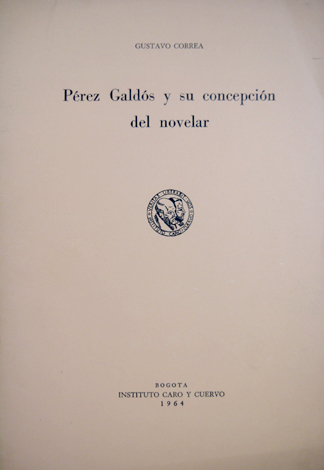 GUSTAVO CORREA
Pérez Galdós y su concepción
del novelar
BOGOTA
INSTITUTO CARO Y CUERVO
1964